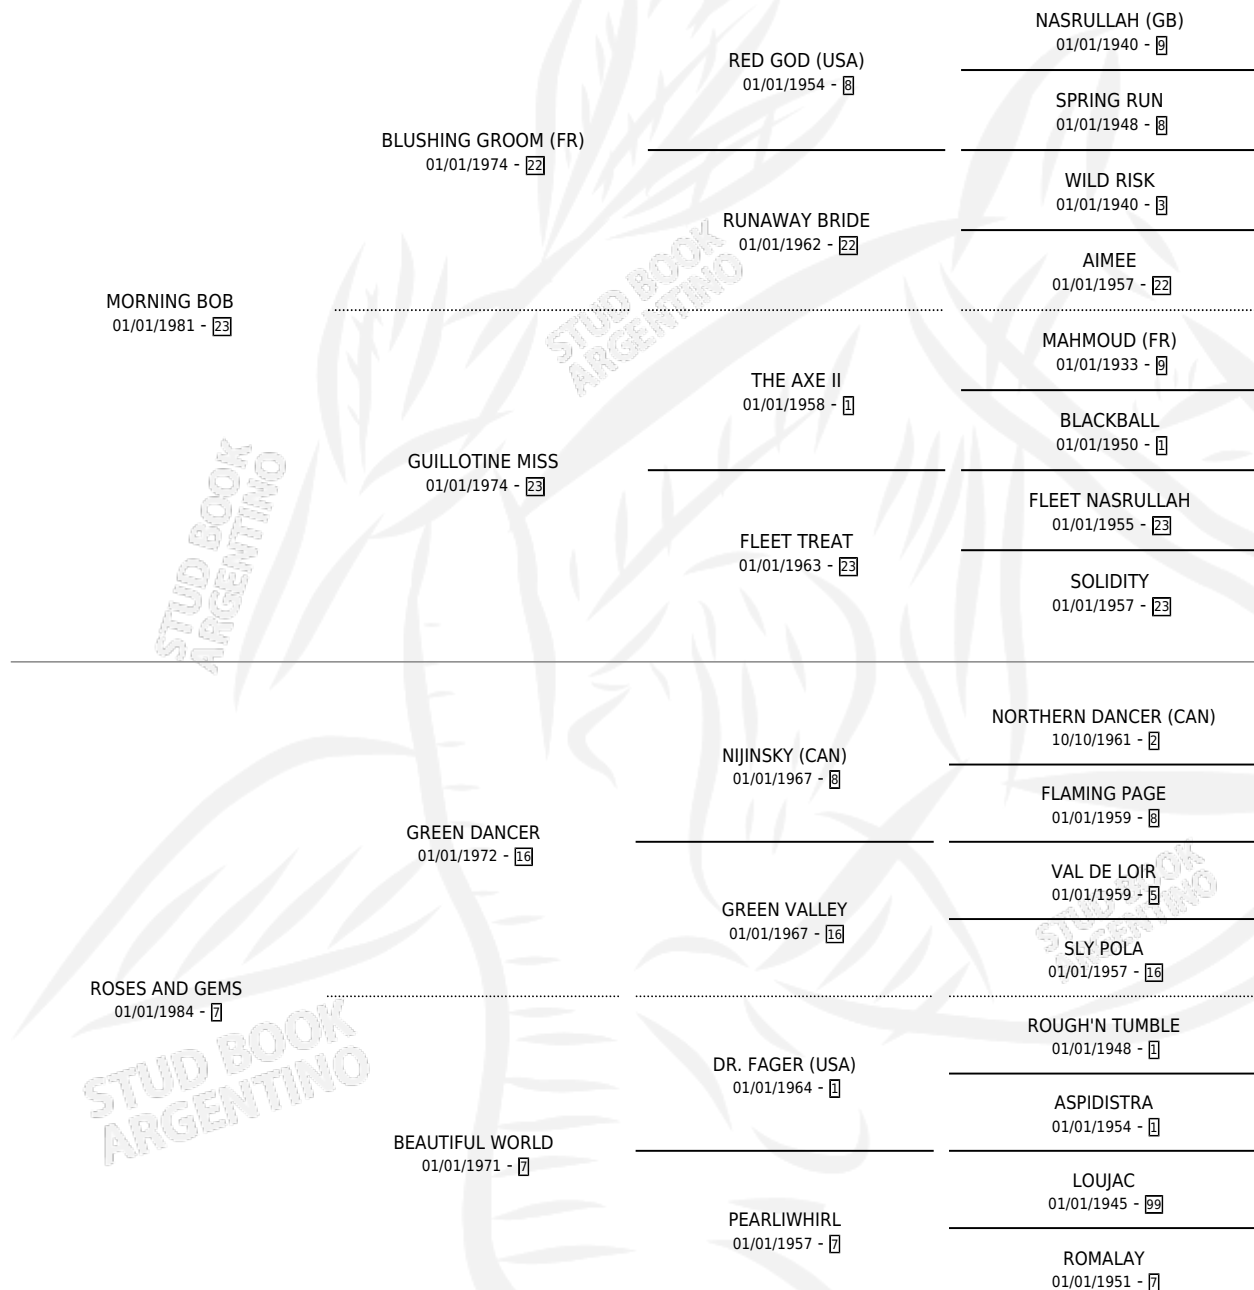 NASRULLAH (GB)
01/01/1940 - 9
RED GOD (USA)
01/01/1954 - 8
SPRING RUN
01/01/1948 - 8
BLUSHING GROOM (FR)
01/01/1974 - 22
WILD RISK
01/01/1940 - 3
RUNAWAY BRIDE
01/01/1962 - 22
AIMEE
01/01/1957 - 22
MORNING BOB
01/01/1981 - 23
MAHMOUD (FR)
01/01/1933 - 9
THE AXE II
01/01/1958 - 1
BLACKBALL
01/01/1950 - 1
GUILLOTINE MISS
01/01/1974 - 23
FLEET NASRULLAH
01/01/1955 - 23
FLEET TREAT
01/01/1963 - 23
SOLIDITY
01/01/1957 - 23
NORTHERN DANCER (CAN)
10/10/1961 - 2
NIJINSKY (CAN)
01/01/1967 - 8
FLAMING PAGE
01/01/1959 - 8
GREEN DANCER
01/01/1972 - 16
VAL DE LOIR
01/01/1959 - 5
GREEN VALLEY
01/01/1967 - 16
SLY POLA
01/01/1957 - 16
ROSES AND GEMS
01/01/1984 - 7
ROUGH'N TUMBLE
01/01/1948 - 1
DR. FAGER (USA)
01/01/1964 - 1
ASPIDISTRA
01/01/1954 - 1
BEAUTIFUL WORLD
01/01/1971 - 7
LOUJAC
01/01/1945 - 99
PEARLIWHIRL
01/01/1957 - 7
ROMALAY
01/01/1951 - 7
STUD BOOK
ARGENTINO
STUD BOOK
ARGENTINO
STUD BOOK
ARGENTINO
STUD BOOK
ARGENTINO